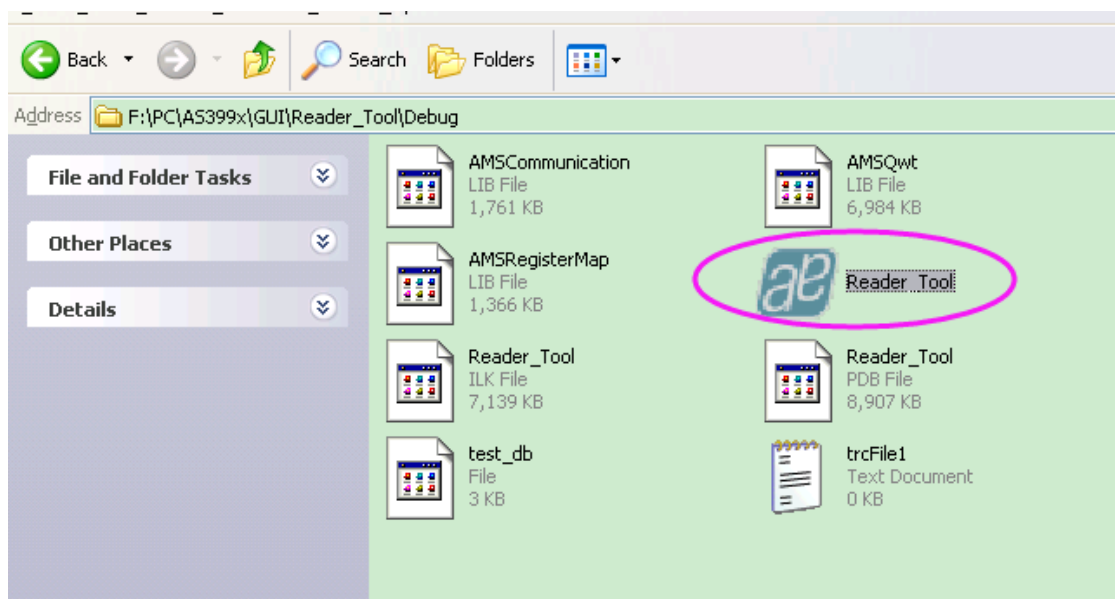 Back
Search
Folders
Address F:\PC\AS399x\GUI\Reader_Tool\Debug
File and Folder Tasks
Other Places
Details
AMSCommunication
LIB File
1,761 KB
AMSQwt
LIB File
6,984 KB
AMSRegisterMap
LIB File
1,366 KB
Reader_Tool
Reader_Tool
ILK File
7,139 KB
Reader_Tool
PDB File
8,907 KB
test_db
File
3 KB
trcFile1
Text Document
0 KB